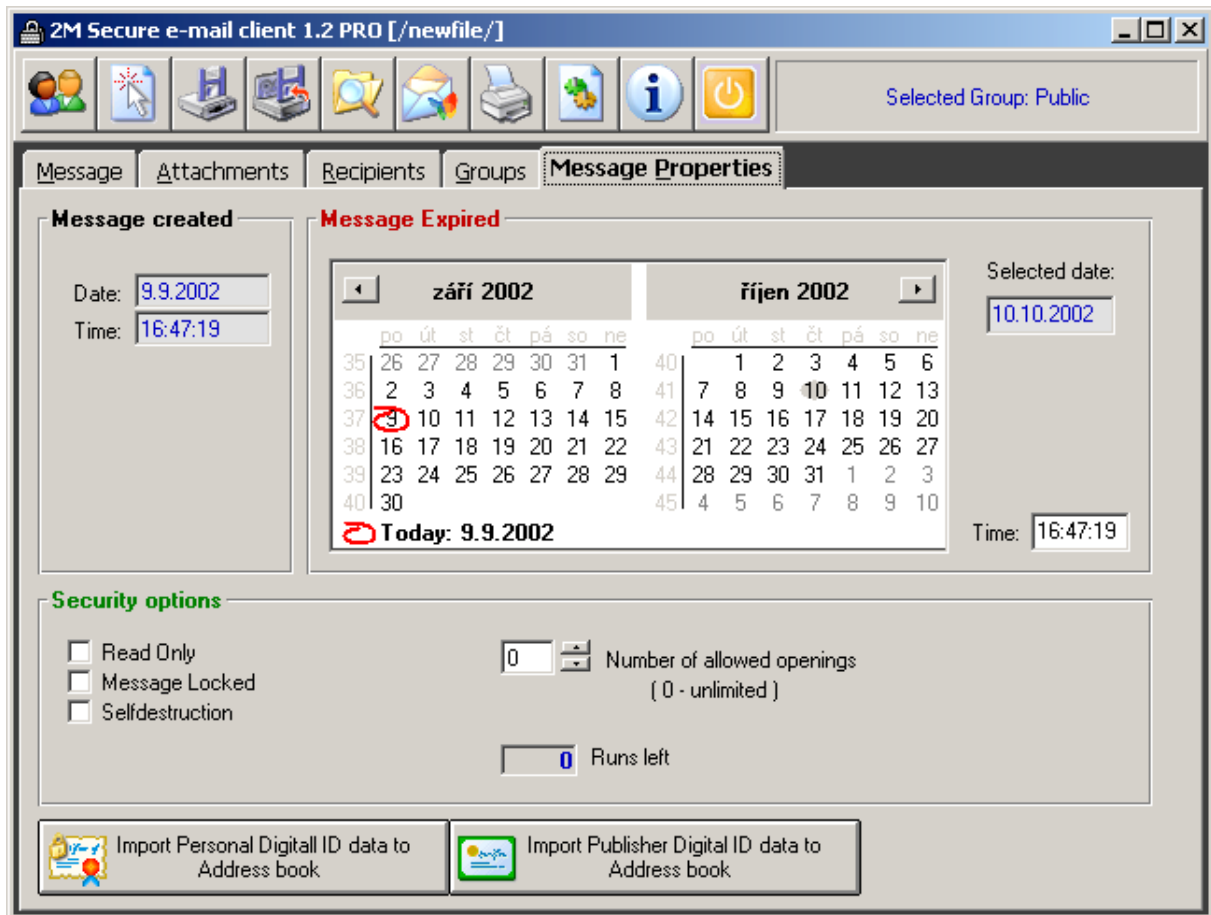 2M Secure e-mail client 1.2 PRO [/newfile/]
Selected Group: Public
Message Attachments Recipients Groups Message Properties
Message created
Date: 9.9.2002
Time: 16:47:19
Message Expired
září 2002
po út st čt pá so ne
35 26 27 28 29 30 31 1
36 2 3 4 5 6 7 8
37 9 10 11 12 13 14 15
38 16 17 18 19 20 21 22
39 23 24 25 26 27 28 29
40 30
Today: 9.9.2002
říjen 2002
po út st čt pá so ne
40 1 2 3 4 5 6
41 7 8 9 10 11 12 13
42 14 15 16 17 18 19 20
43 21 22 23 24 25 26 27
44 28 29 30 31 1 2 3
45 4 5 6 7 8 9 10
Selected date:
10.10.2002
Time: 16:47:19
Security options
Read Only
Message Locked
Selfdestruction
0 Number of allowed openings
( 0 - unlimited )
0 Runs left
Import Personal Digitall ID data to
Address book
Import Publisher Digital ID data to
Address book